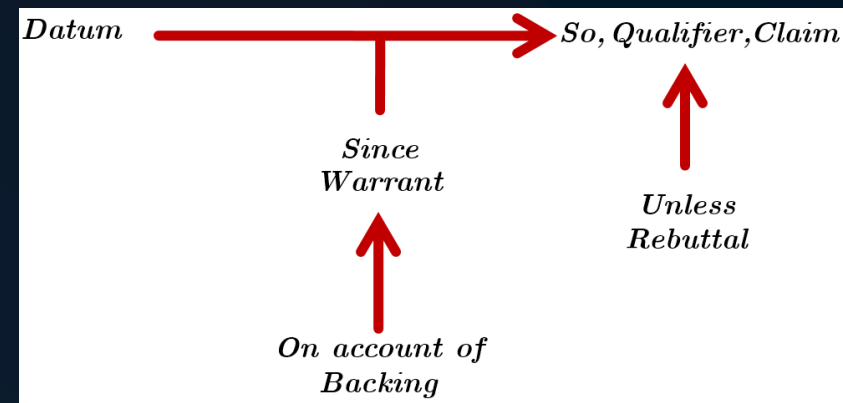 Datum
So, Qualifier,Claim
Since
Warrant
Unless
Rebuttal
On account of
Backing